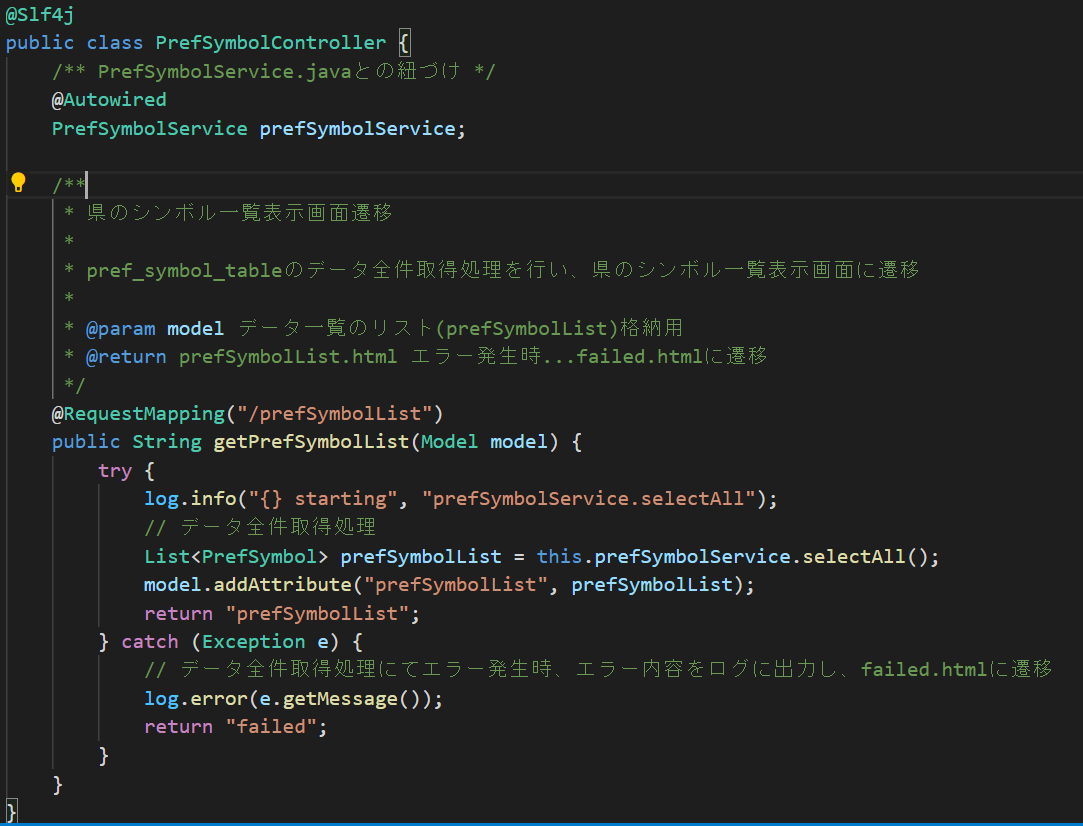 @Slf4j
public class PrefSymbolController {
/** PrefSymbolService.javaとの紐づけ */
@Autowired
PrefSymbolService prefSymbolService;
/**
* 県のシンボル一覧表示画面遷移
*
* pref_symbol_tableのデータ全件取得処理を行い、県のシンボル一覧表示画面に遷移
*
* @param model データ一覧のリスト(prefSymbolList)格納用
* @return prefSymbolList.html エラー発生時...failed.htmlに遷移
*/
@RequestMapping("/prefSymbolList")
public String getPrefSymbolList(Model model) {
try {
log.info("{} starting", "prefSymbolService.selectAll");
// データ全件取得処理
List<PrefSymbol> prefSymbolList = this.prefSymbolService.selectAll();
model.addAttribute("prefSymbolList", prefSymbolList);
return "prefSymbolList";
} catch (Exception e) {
// データ全件取得処理にてエラー発生時、エラー内容をログに出力し、failed.htmlに遷移
log.error(e.getMessage());
return "failed";
}
}
}